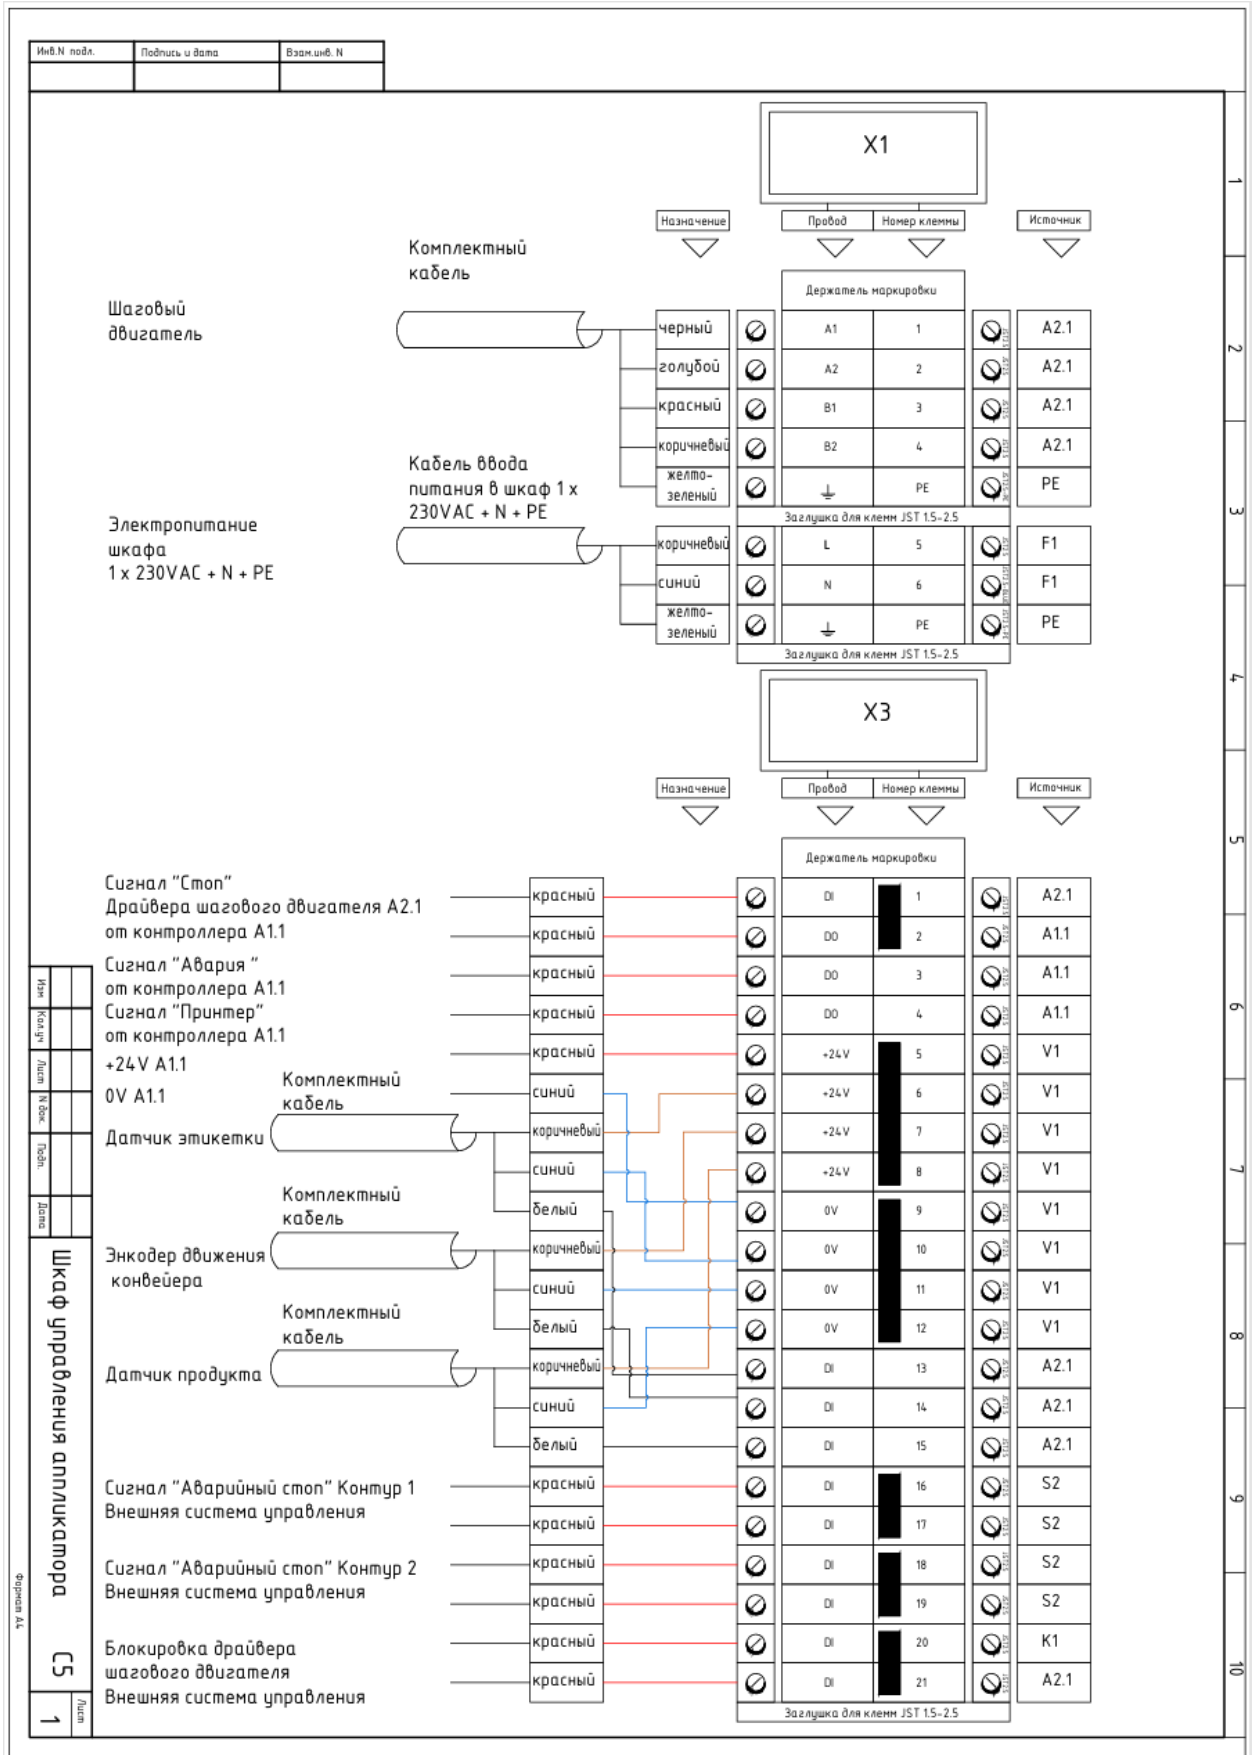 Инв.N подл.
Подпись и дата
Взам.инв. N
X1
Назначение
Провод
Номер клеммы
Источник
Держатель маркировки
Комплектный
кабель
Шаговый
двигатель
черный A1 1 A2.1
голубой A2 2 A2.1
красный B1 3 A2.1
коричневый B2 4 A2.1
желто-
зеленый PE PE
Кабель ввода
питания в шкаф 1 x
230VAC + N + PE
Заглушка для клемм JST 1.5-2.5
Электропитание
шкафа
1 x 230VAC + N + PE
коричневый L 5 F1
синий N 6 F1
желто-
зеленый PE PE
Заглушка для клемм JST 1.5-2.5
X3
Назначение
Провод
Номер клеммы
Источник
Держатель маркировки
Сигнал "Стоп"
Драйвера шагового двигателя A2.1
от контроллера A1.1
красный DI 1 A2.1
красный DO 2 A1.1
Сигнал "Авария "
от контроллера A1.1
красный DO 3 A1.1
Сигнал "Принтер"
от контроллера A1.1
красный DO 4 A1.1
+24V A1.1
красный +24V 5 V1
0V A1.1
синий +24V 6 V1
Комплектный
кабель
Датчик этикетки
коричневый +24V 7 V1
синий +24V 8 V1
белый 0V 9 V1
Комплектный
кабель
Энкодер движения
конвейера
коричневый 0V 10 V1
синий 0V 11 V1
белый 0V 12 V1
Комплектный
кабель
Датчик продукта
коричневый DI 13 A2.1
синий DI 14 A2.1
белый DI 15 A2.1
Сигнал "Аварийный стоп" Контур 1
Внешняя система управления
красный DI 16 S2
красный DI 17 S2
Сигнал "Аварийный стоп" Контур 2
Внешняя система управления
красный DI 18 S2
красный DI 19 S2
Блокировка драйвера
шагового двигателя
Внешняя система управления
красный DI 20 K1
красный DI 21 A2.1
Заглушка для клемм JST 1.5-2.5
1
2
3
4
5
6
7
8
9
10
Изм
Кол.уч
Лист
N док.
Подп.
Дата
Шкаф управления аппликатора C5
Лист
1
Формат А4